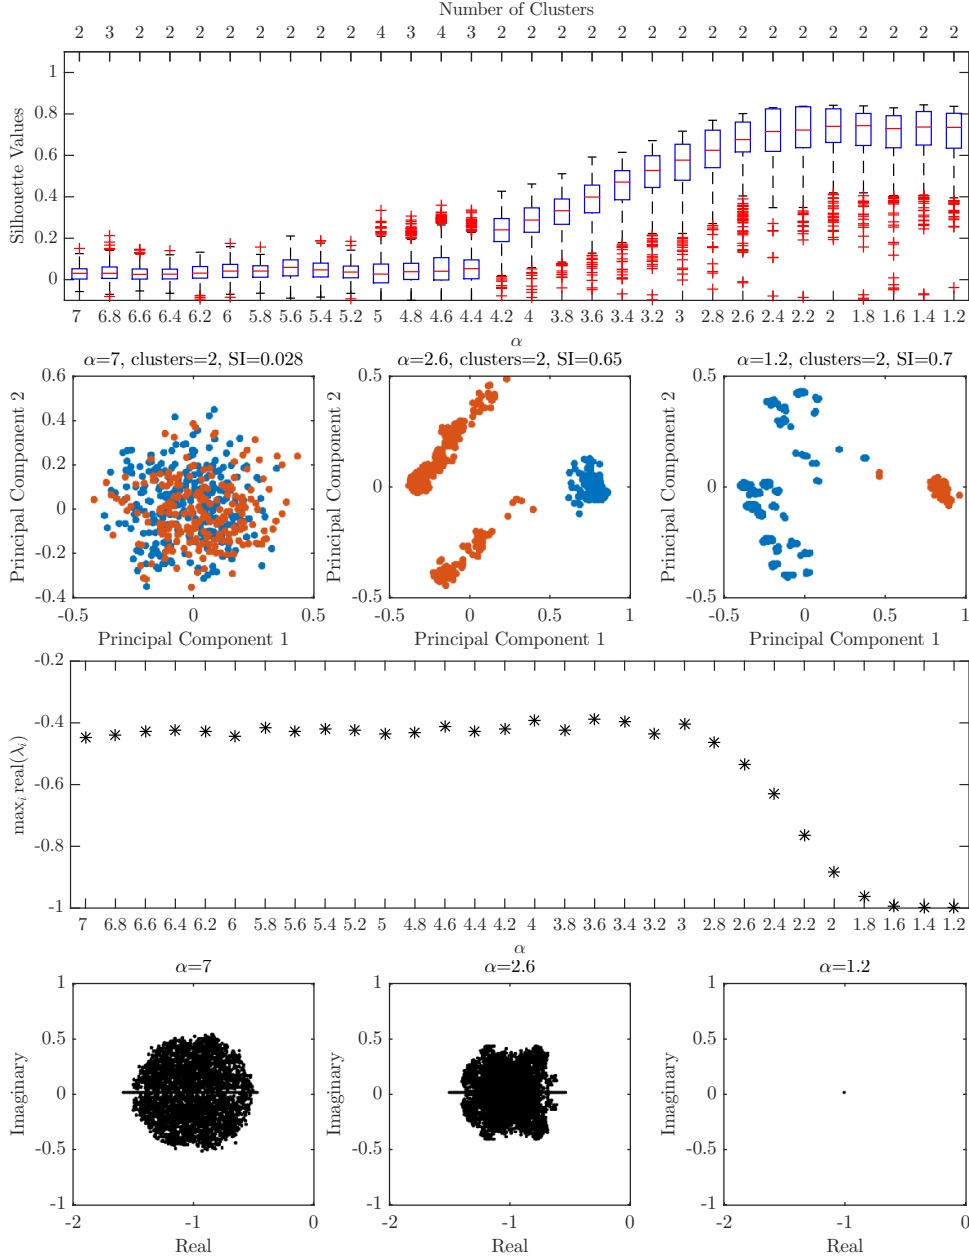 Number of Clusters
2 3 2 2 2 2 2 2 2 2 4 3 4 3 2 2 2 2 2 2 2 2 2 2 2 2 2 2 2 2
1
0.8
0.6
0.4
0.2
0
Sillhouette Values
7 6.8 6.6 6.4 6.2 6 5.8 5.6 5.4 5.2 5 4.8 4.6 4.4 4.2 4 3.8 3.6 3.4 3.2 3 2.8 2.6 2.4 2.2 2 1.8 1.6 1.4 1.2
α
α=7, clusters=2, SI=0.028
0.6
0.4
0.2
0
-0.2
-0.4
Principal Component 2
-0.5 0 0.5
Principal Component 1
α=2.6, clusters=2, SI=0.65
0.5
0
-0.5
Principal Component 2
-0.5 0 0.5 1
Principal Component 1
α=1.2, clusters=2, SI=0.7
0.5
0
-0.5
Principal Component 2
-0.5 0 0.5 1
Principal Component 1
-0.2
-0.4
-0.6
-0.8
-1
max_i real(λ_i)
7 6.8 6.6 6.4 6.2 6 5.8 5.6 5.4 5.2 5 4.8 4.6 4.4 4.2 4 3.8 3.6 3.4 3.2 3 2.8 2.6 2.4 2.2 2 1.8 1.6 1.4 1.2
α
α=7
1
0.5
0
-0.5
-1
Imaginary
-2 -1 0
Real
α=2.6
1
0.5
0
-0.5
-1
Imaginary
-2 -1 0
Real
α=1.2
1
0.5
0
-0.5
-1
Imaginary
-2 -1 0
Real